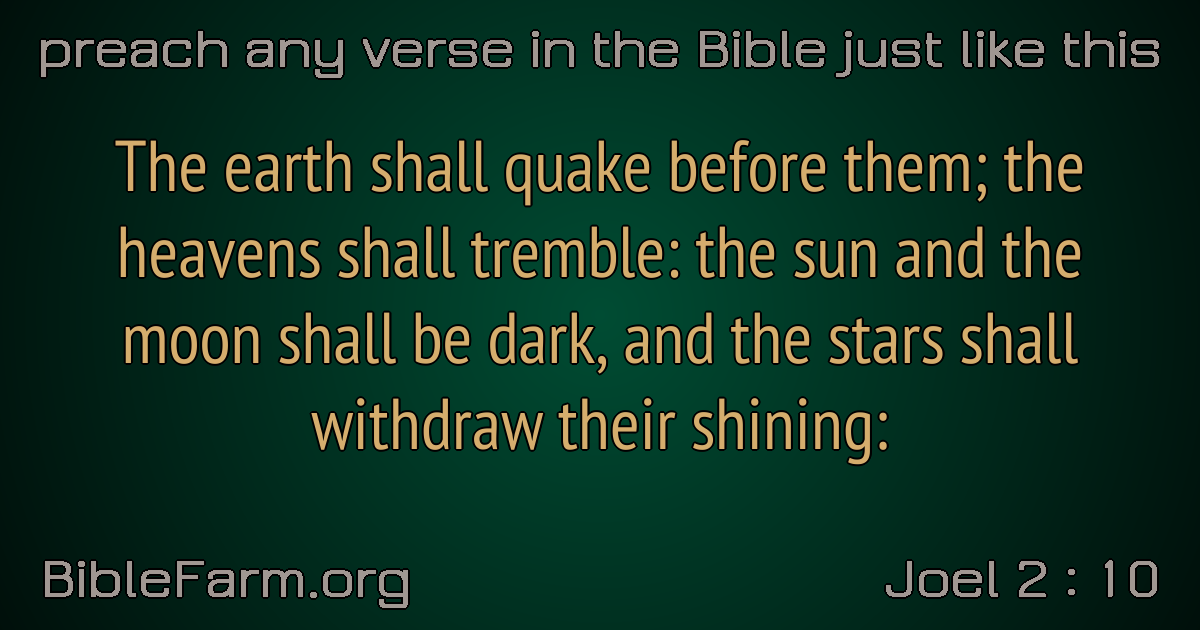 preach any verse in the Bible just like this
The earth shall quake before them; the
heavens shall tremble: the sun and the
moon shall be dark, and the stars shall
withdraw their shining:
BibleFarm.org
Joel 2 : 10